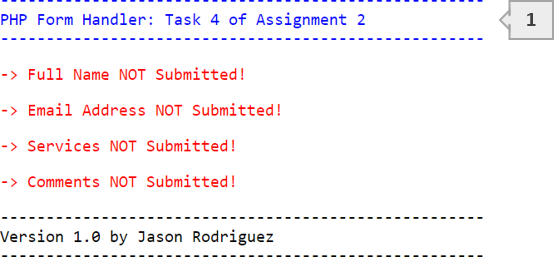 -----------------------------------------------------
PHP Form Handler: Task 4 of Assignment 2
1
-----------------------------------------------------
-> Full Name NOT Submitted!
-> Email Address NOT Submitted!
-> Services NOT Submitted!
-> Comments NOT Submitted!
-----------------------------------------------------
Version 1.0 by Jason Rodriguez
-----------------------------------------------------